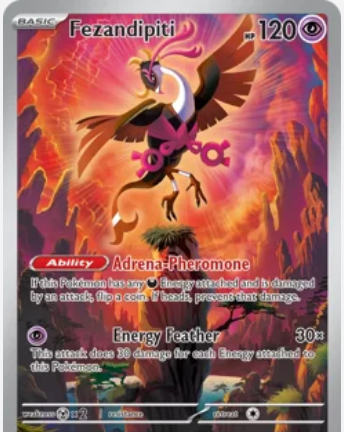 BASIC Fezandipiti HP 120
Ability Adrena-Pheromone
If this Pokémon has any Energy attached and is damaged
by an attack, flip a coin. If heads, prevent that damage.
Energy Feather 30×
This attack does 30 damage for each Energy attached to
this Pokémon.
weakness ×2 resistance retreat